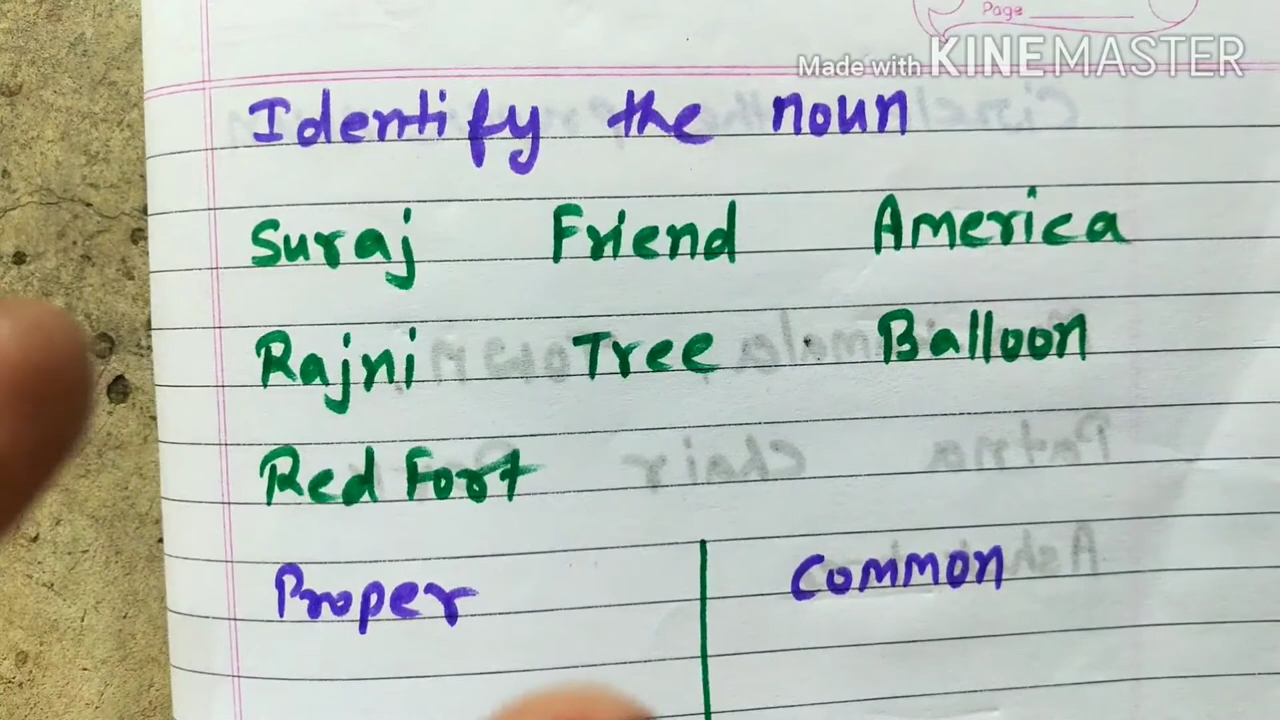 Page
Made with KINEMASTER
Identify the noun
Suraj Friend America
Rajni Tree Balloon
Red Fort
Proper Common